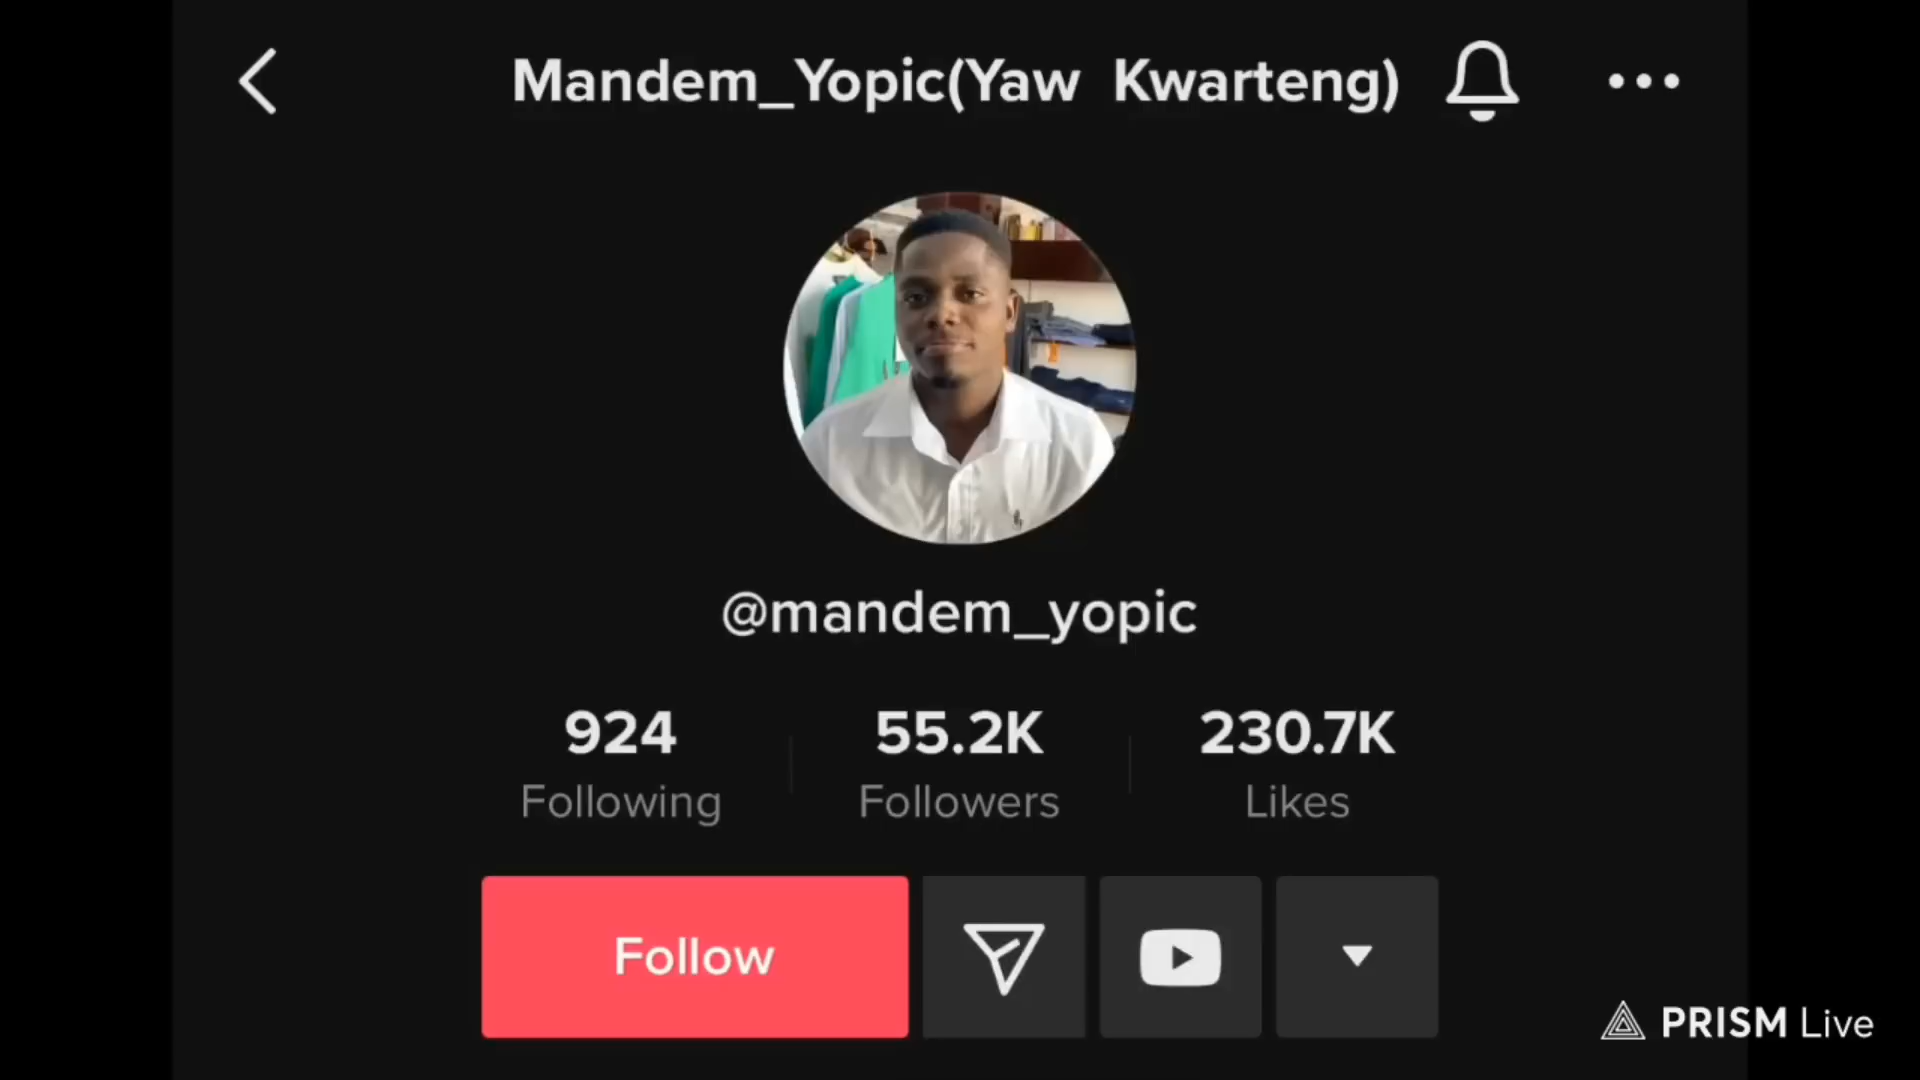 Mandem_Yopic(Yaw Kwarteng)
@mandem_yopic
924 55.2K 230.7K
Following Followers Likes
Follow
PRISM Live